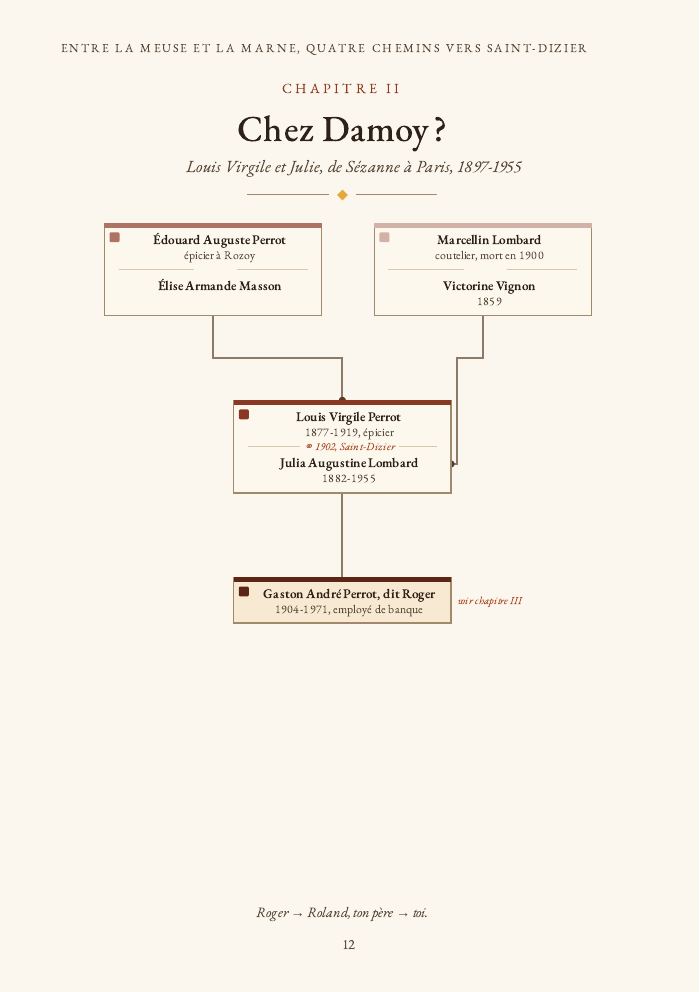 ENTRE LA MEUSE ET LA MARNE, QUATRE CHEMINS VERS SAINT-DIZIER
CHAPITRE II
Chez Damoy ?
Louis Virgile et Julie, de Sézanne à Paris, 1897-1955
Édouard Auguste Perrot
épicier à Rozoy
Élise Armande Masson
Marcellin Lombard
coutelier, mort en 1900
Victorine Vignon
1859
Louis Virgile Perrot
1877-1919, épicier
⚭ 1902, Saint-Dizier
Julia Augustine Lombard
1882-1955
Gaston André Perrot, dit Roger
1904-1971, employé de banque
voir chapitre III
Roger → Roland, ton père → toi.
12